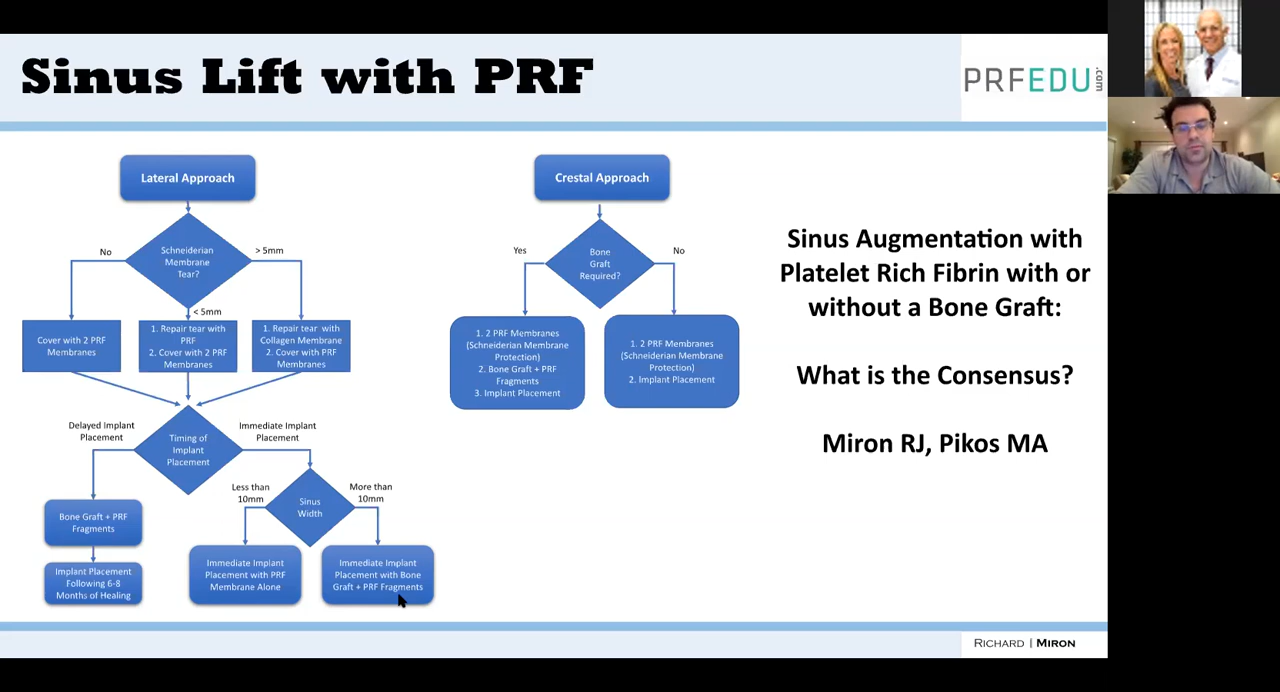 Sinus Lift with PRF
PRFEDU.com
Lateral Approach
Schneiderian
Membrane
Tear?
No
> 5mm
< 5mm
Cover with 2 PRF
Membranes
1. Repair tear with
PRF
2. Cover with 2 PRF
Membranes
1. Repair tear with
Collagen Membrane
2. Cover with PRF
Membranes
Timing of
Implant
Placement
Delayed Implant
Placement
Immediate Implant
Placement
Bone Graft + PRF
Fragments
Implant Placement
Following 6-8
Months of Healing
Sinus
Width
Less than
10mm
More than
10mm
Immediate Implant
Placement with PRF
Membrane Alone
Immediate Implant
Placement with Bone
Graft + PRF Fragments
Crestal Approach
Bone
Graft
Required?
Yes
No
1. 2 PRF Membranes
(Schneiderian Membrane
Protection)
2. Bone Graft + PRF
Fragments
3. Implant Placement
1. 2 PRF Membranes
(Schneiderian Membrane
Protection)
2. Implant Placement
Sinus Augmentation with
Platelet Rich Fibrin with or
without a Bone Graft:
What is the Consensus?
Miron RJ, Pikos MA
RICHARD | MIRON